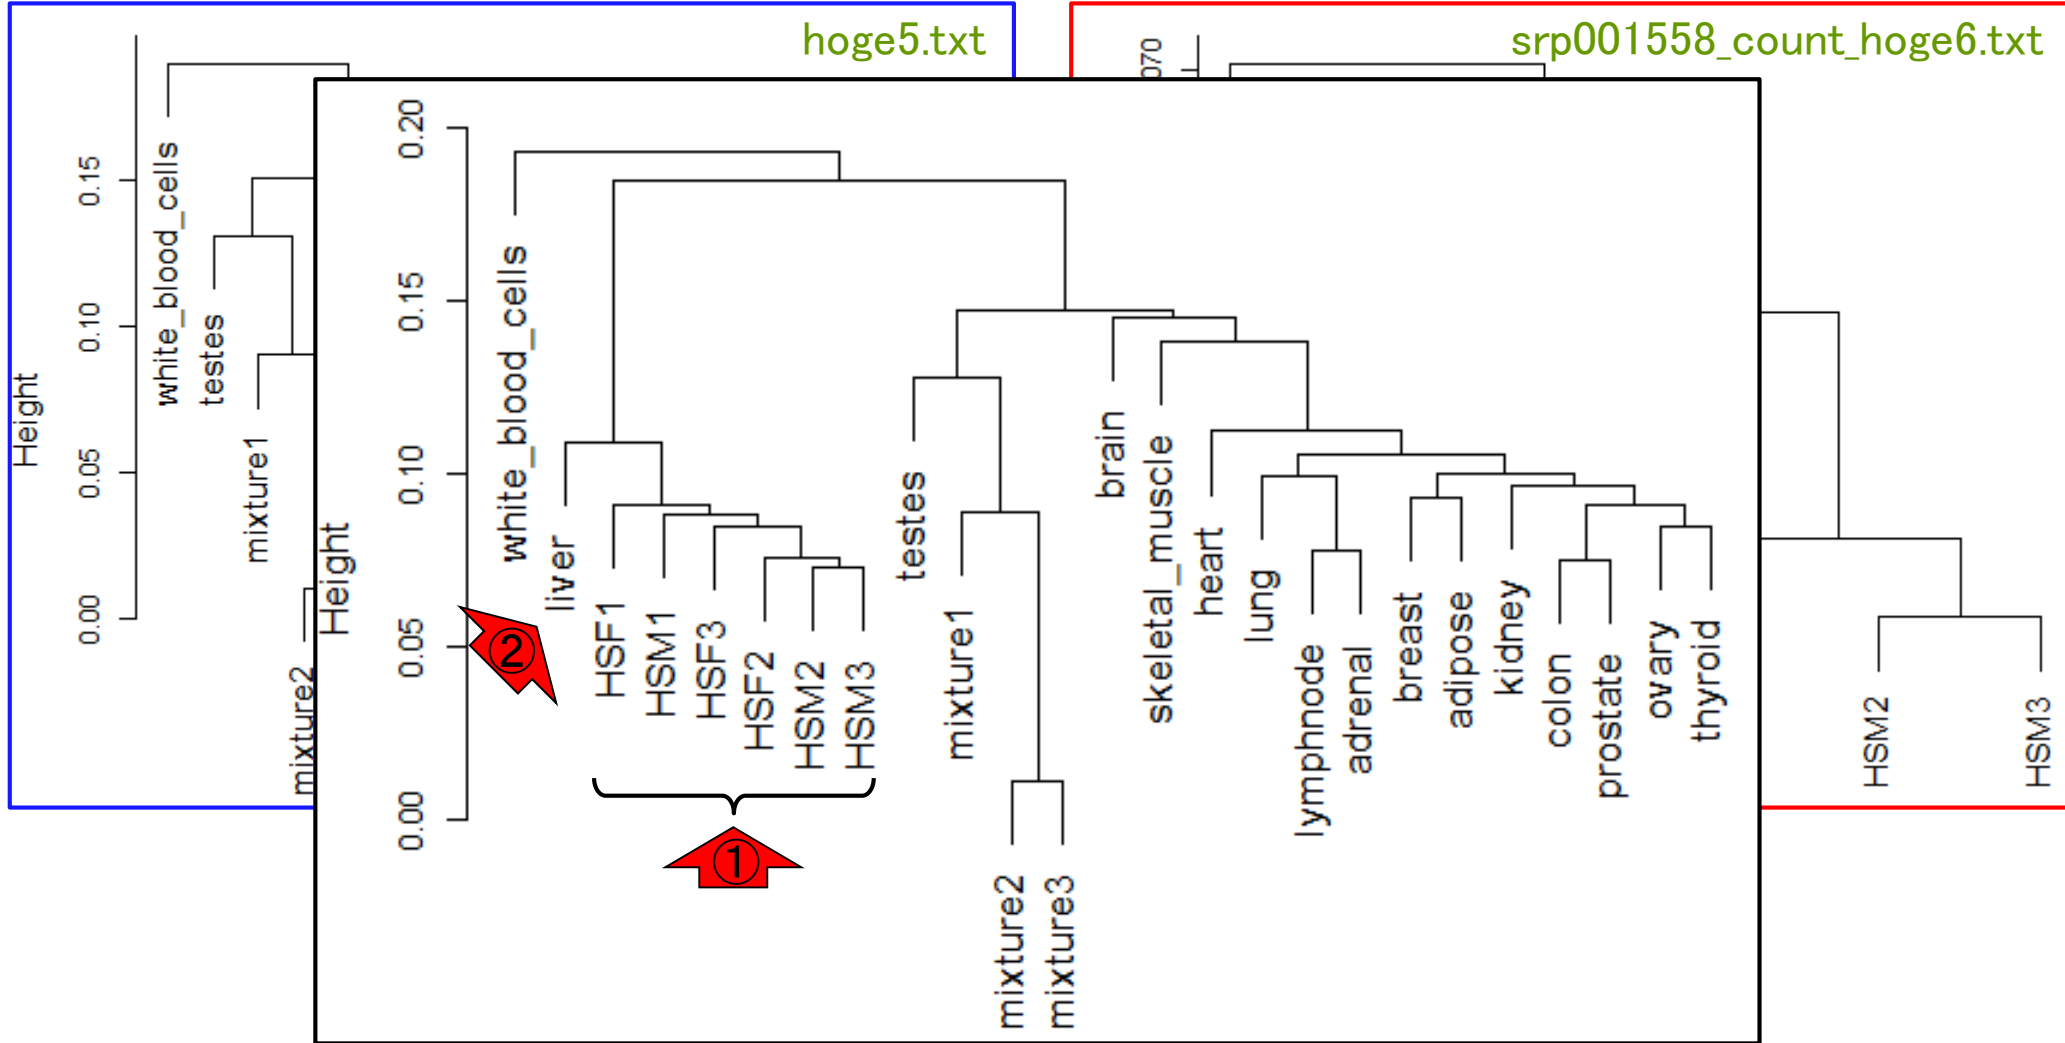 hoge5.txt
srp001558_count_hoge6.txt
Height
0.00
0.05
0.10
0.15
white_blood_cells
testes
mixture1
mixture2
070
HSM2
HSM3
Height
0.00
0.05
0.10
0.15
0.20
white_blood_cells
liver
HSF1
HSM1
HSF3
HSF2
HSM2
HSM3
testes
mixture1
mixture2
mixture3
brain
skeletal_muscle
heart
lung
lymphnode
adrenal
breast
adipose
kidney
colon
prostate
ovary
thyroid
②
①